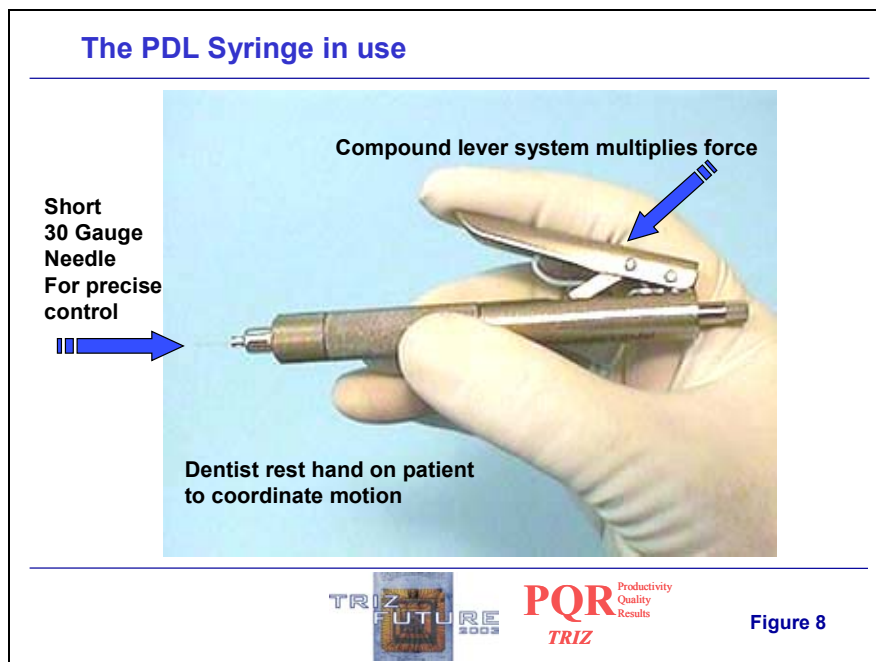 The PDL Syringe in use
Compound lever system multiplies force
Short
30 Gauge
Needle
For precise
control
Dentist rest hand on patient
to coordinate motion
TRIZ
FUTURE
2003
PQR
Productivity
Quality
Results
TRIZ
Figure 8